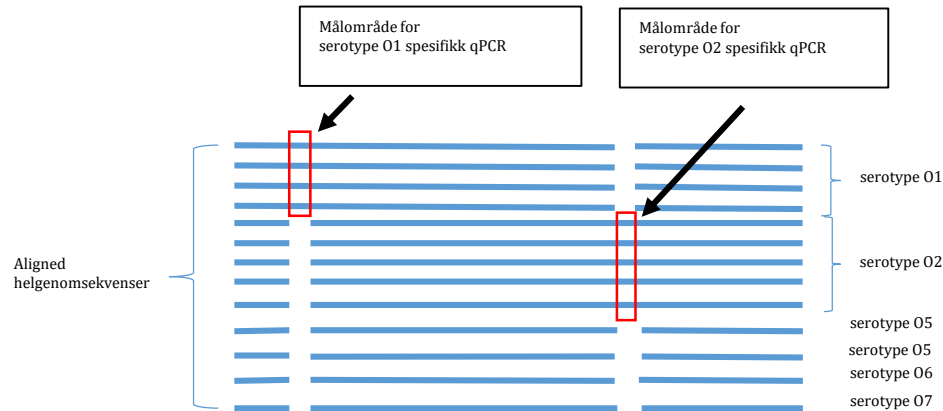 Målområde for
serotype O1 spesifikk qPCR
Målområde for
serotype O2 spesifikk qPCR
serotype O1
Aligned
helgenomsekvenser
serotype O2
serotype O5
serotype O5
serotype O6
serotype O7